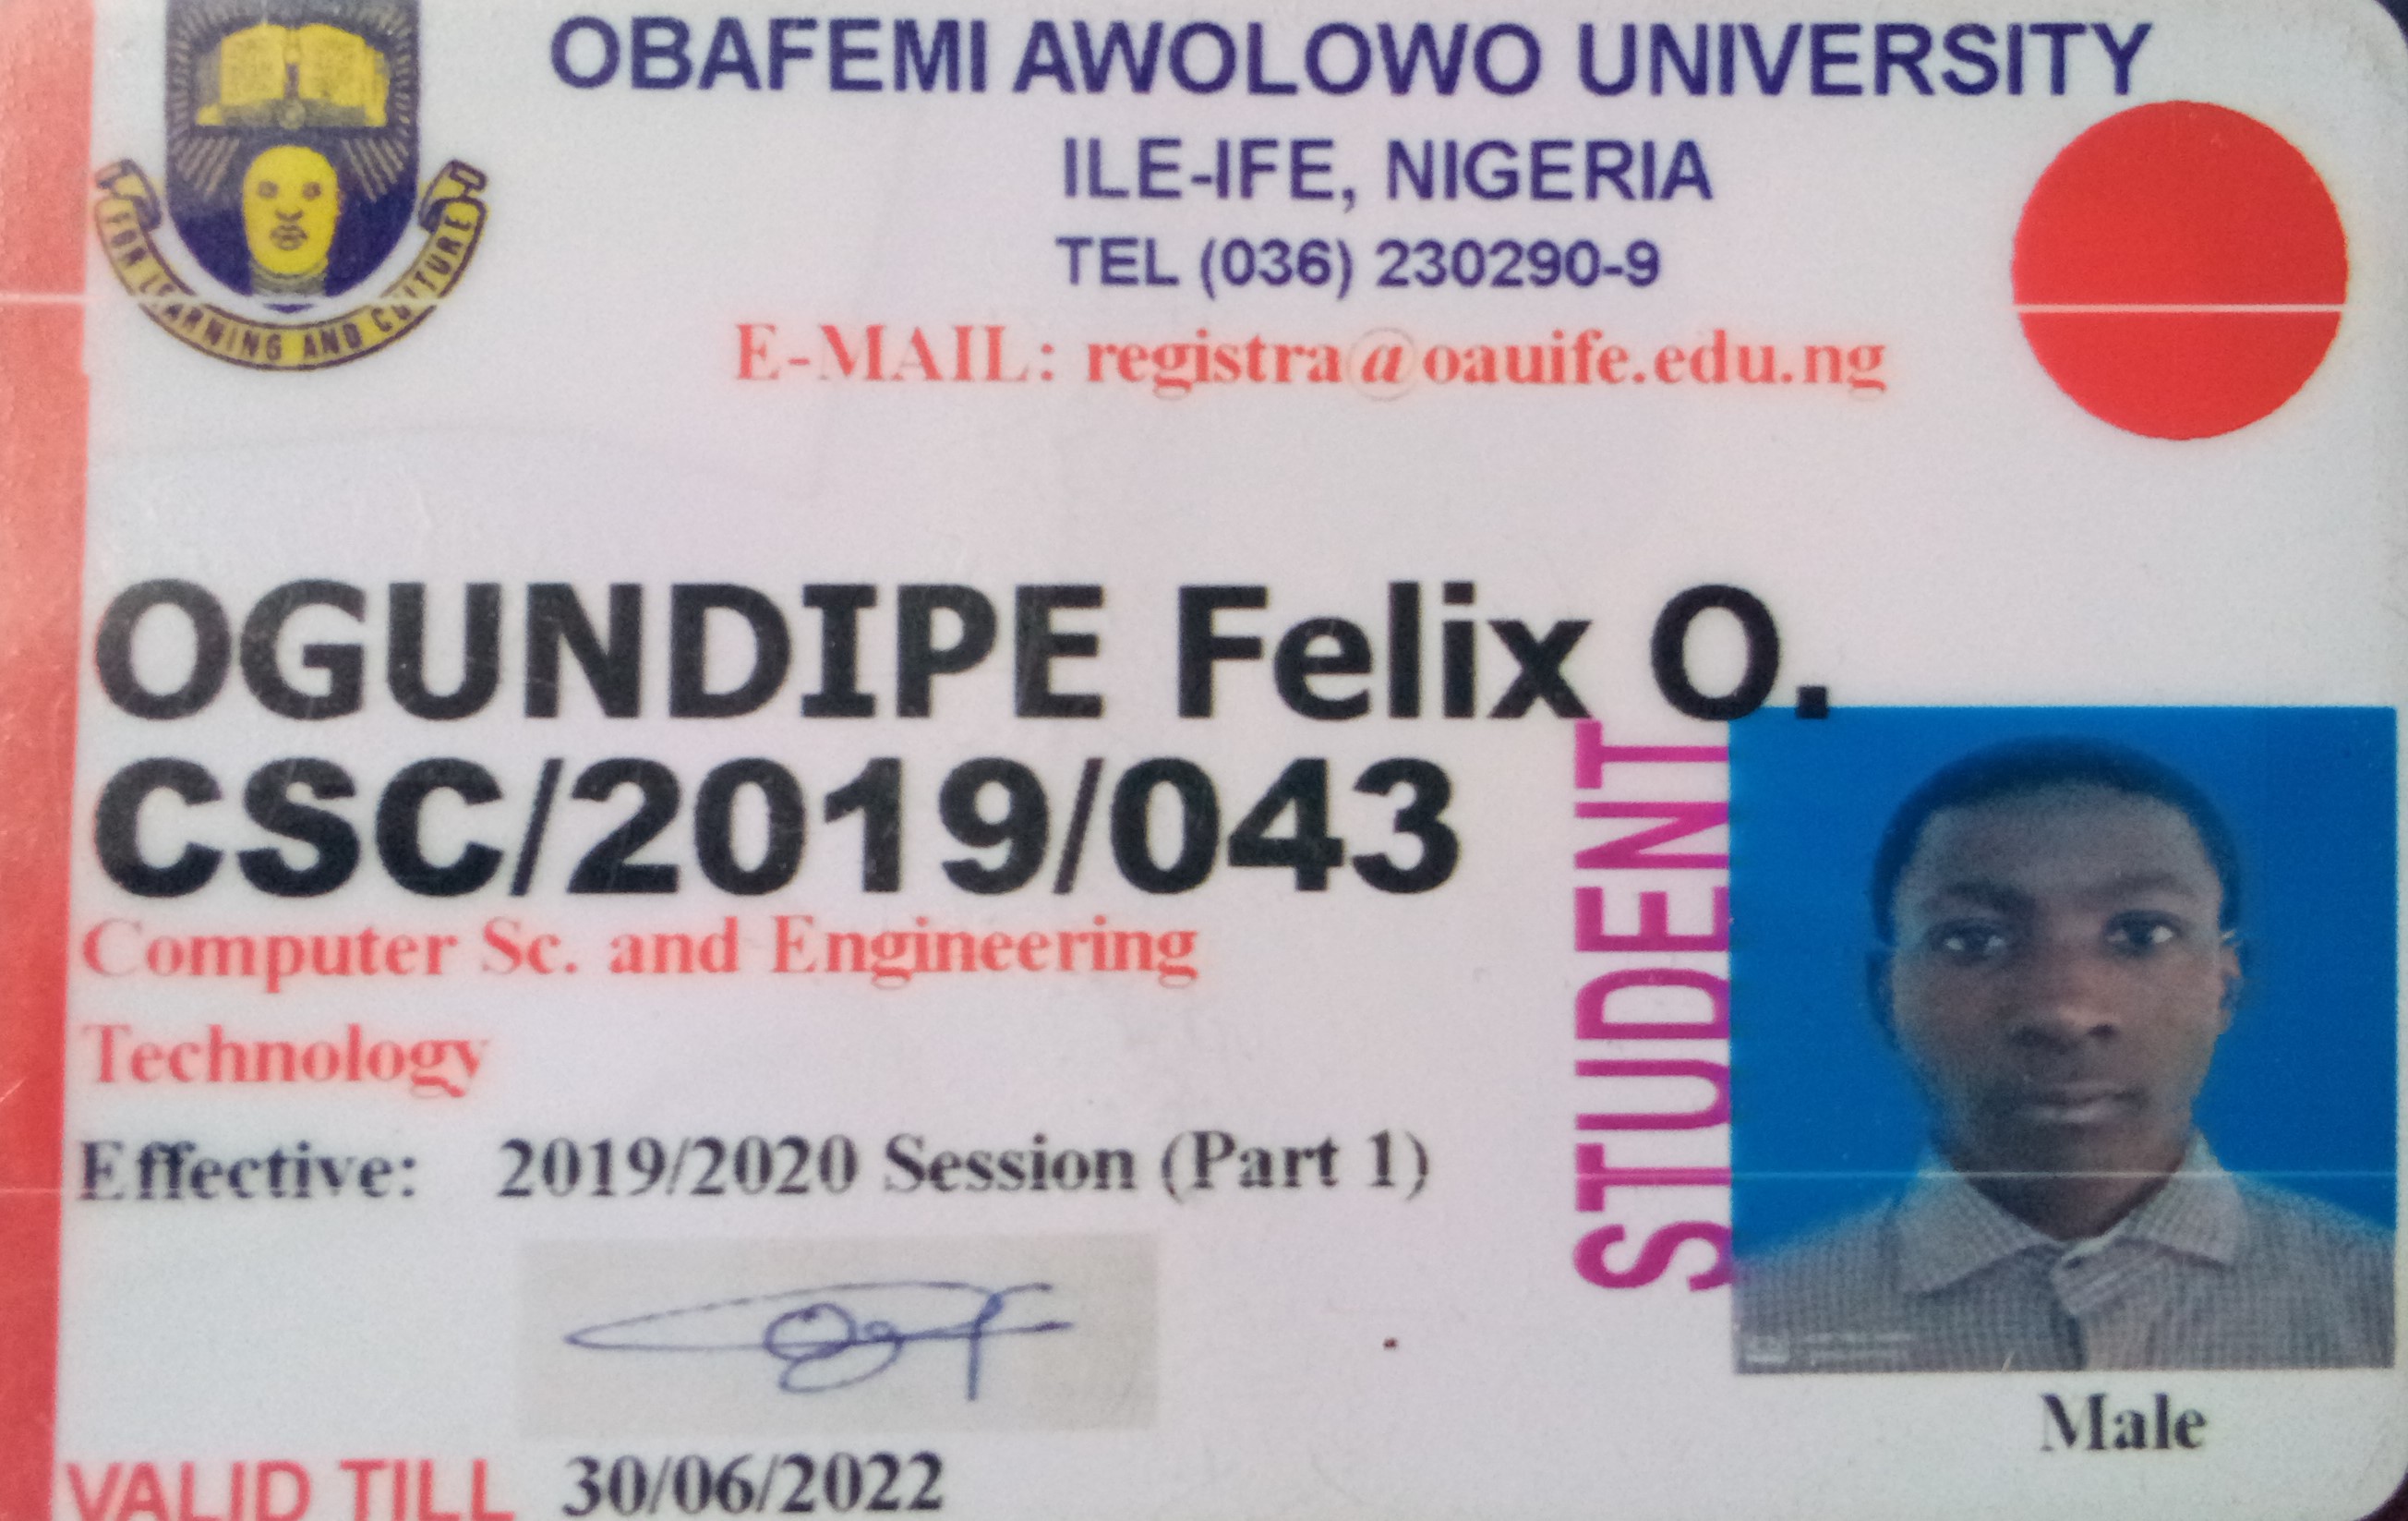 OBAFEMI AWOLOWO UNIVERSITY
ILE-IFE, NIGERIA
TEL (036) 230290-9
E-MAIL: registra@oauife.edu.ng
FOR LEARNING AND CULTURE
OGUNDIPE Felix O.
CSC/2019/043
Computer Sc. and Engineering
Technology
STUDENT
Effective: 2019/2020 Session (Part 1)
Male
VALID TILL 30/06/2022